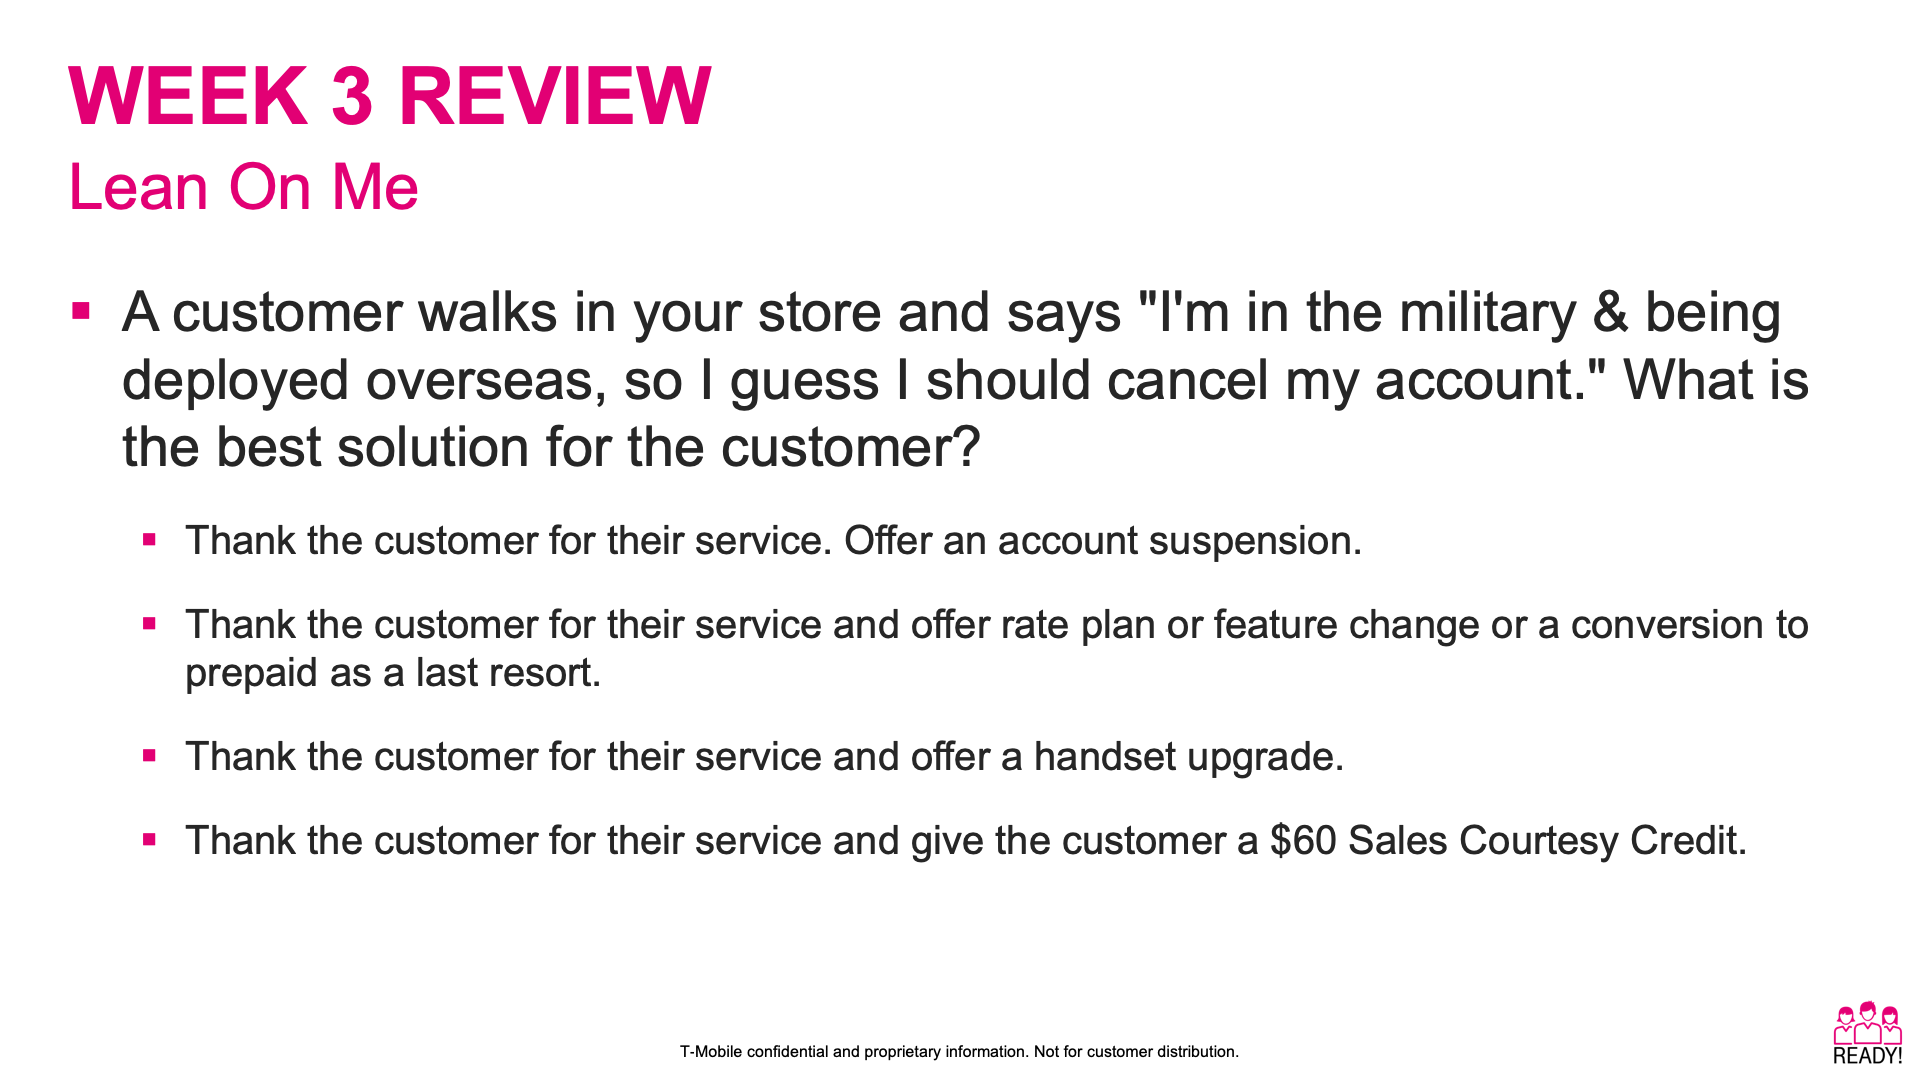 WEEK 3 REVIEW
Lean On Me
A customer walks in your store and says "I'm in the military & being
deployed overseas, so I guess I should cancel my account." What is
the best solution for the customer?
Thank the customer for their service. Offer an account suspension.
Thank the customer for their service and offer rate plan or feature change or a conversion to
prepaid as a last resort.
Thank the customer for their service and offer a handset upgrade.
Thank the customer for their service and give the customer a $60 Sales Courtesy Credit.
T-Mobile confidential and proprietary information. Not for customer distribution.
READY!